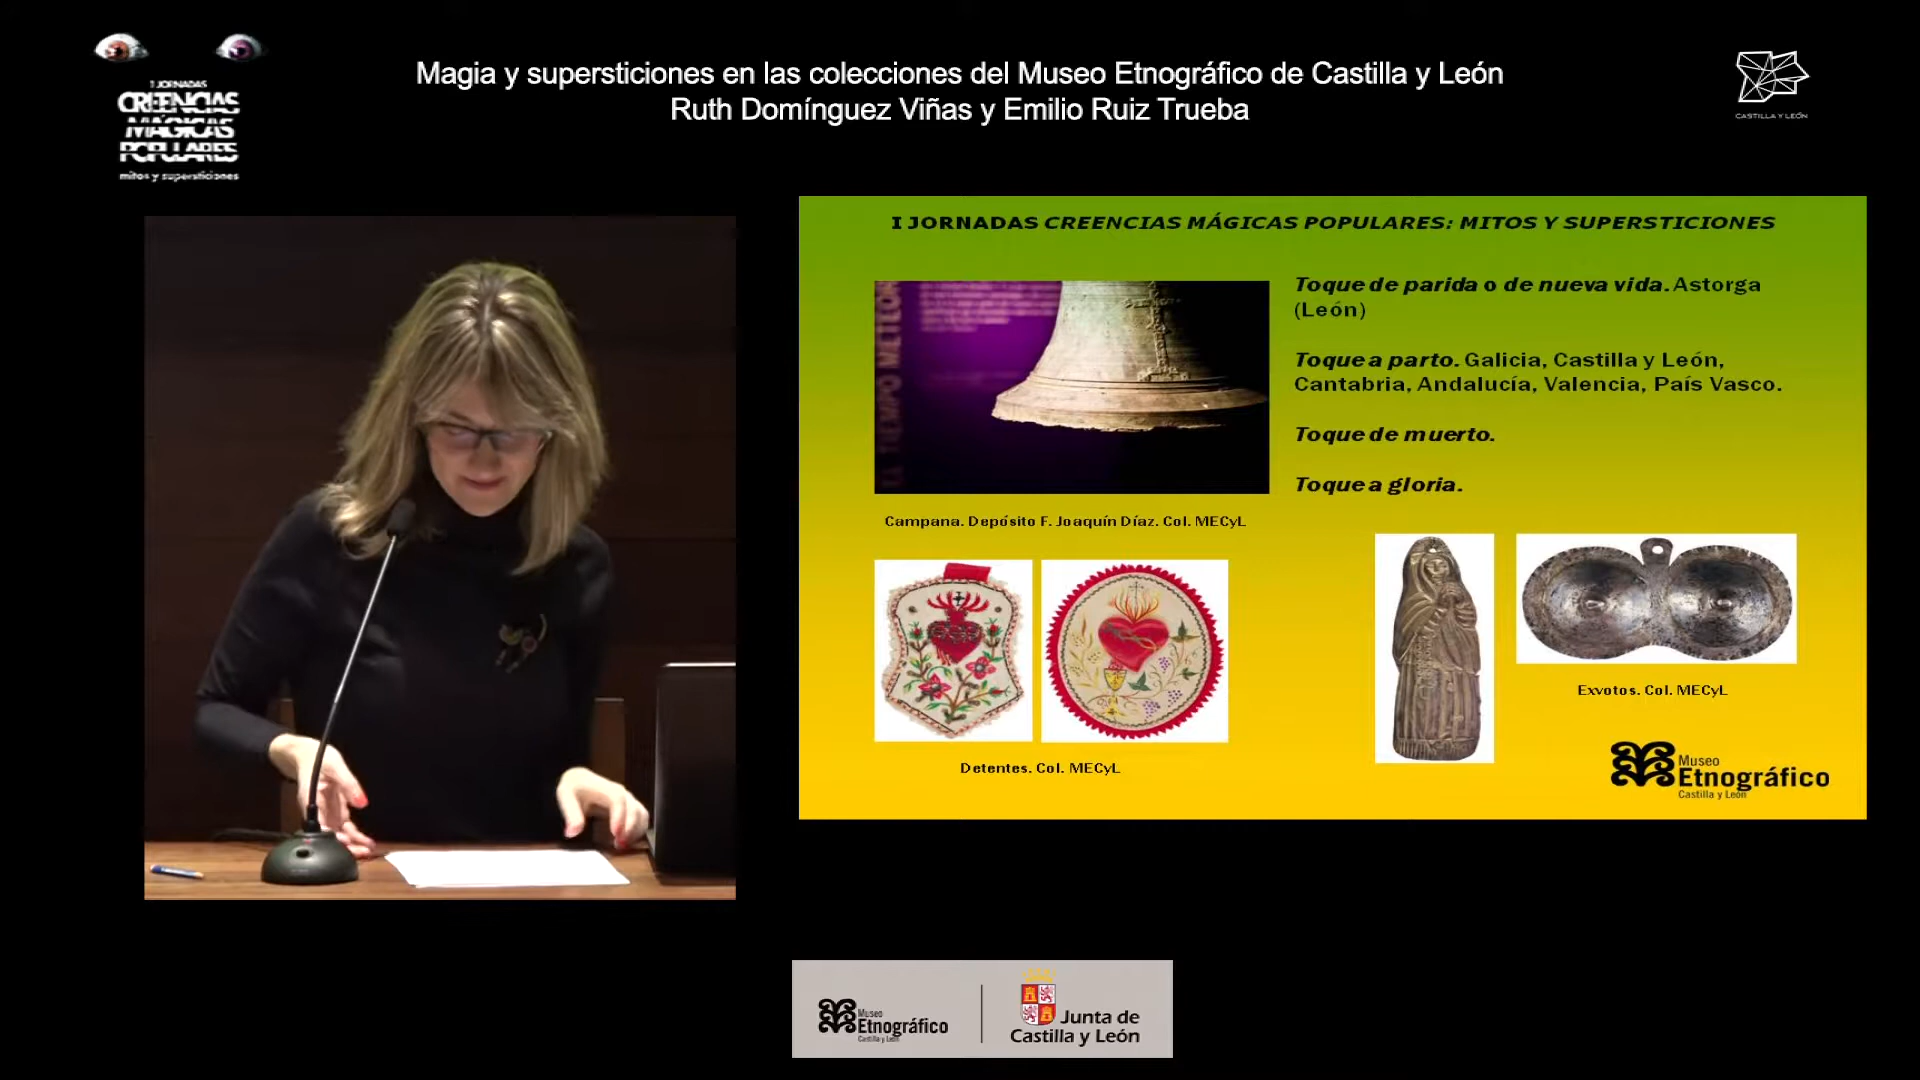 I JORNADAS
CREENCIAS
MÁGICAS
POPULARES
mitos y supersticiones
Magia y supersticiones en las colecciones del Museo Etnográfico de Castilla y León
Ruth Domínguez Viñas y Emilio Ruiz Trueba
CASTILLA Y LEÓN
I JORNADAS CREENCIAS MÁGICAS POPULARES: MITOS Y SUPERSTICIONES
Toque de parida o de nueva vida. Astorga
(León)
Toque a parto. Galicia, Castilla y León,
Cantabria, Andalucía, Valencia, País Vasco.
Toque de muerto.
Toque a gloria.
Campana. Depósito F. Joaquín Díaz. Col. MECyL
Detentes. Col. MECyL
Exvotos. Col. MECyL
Museo
Etnográfico
Castilla y León
Museo
Etnográfico
Castilla y León
Junta de
Castilla y León